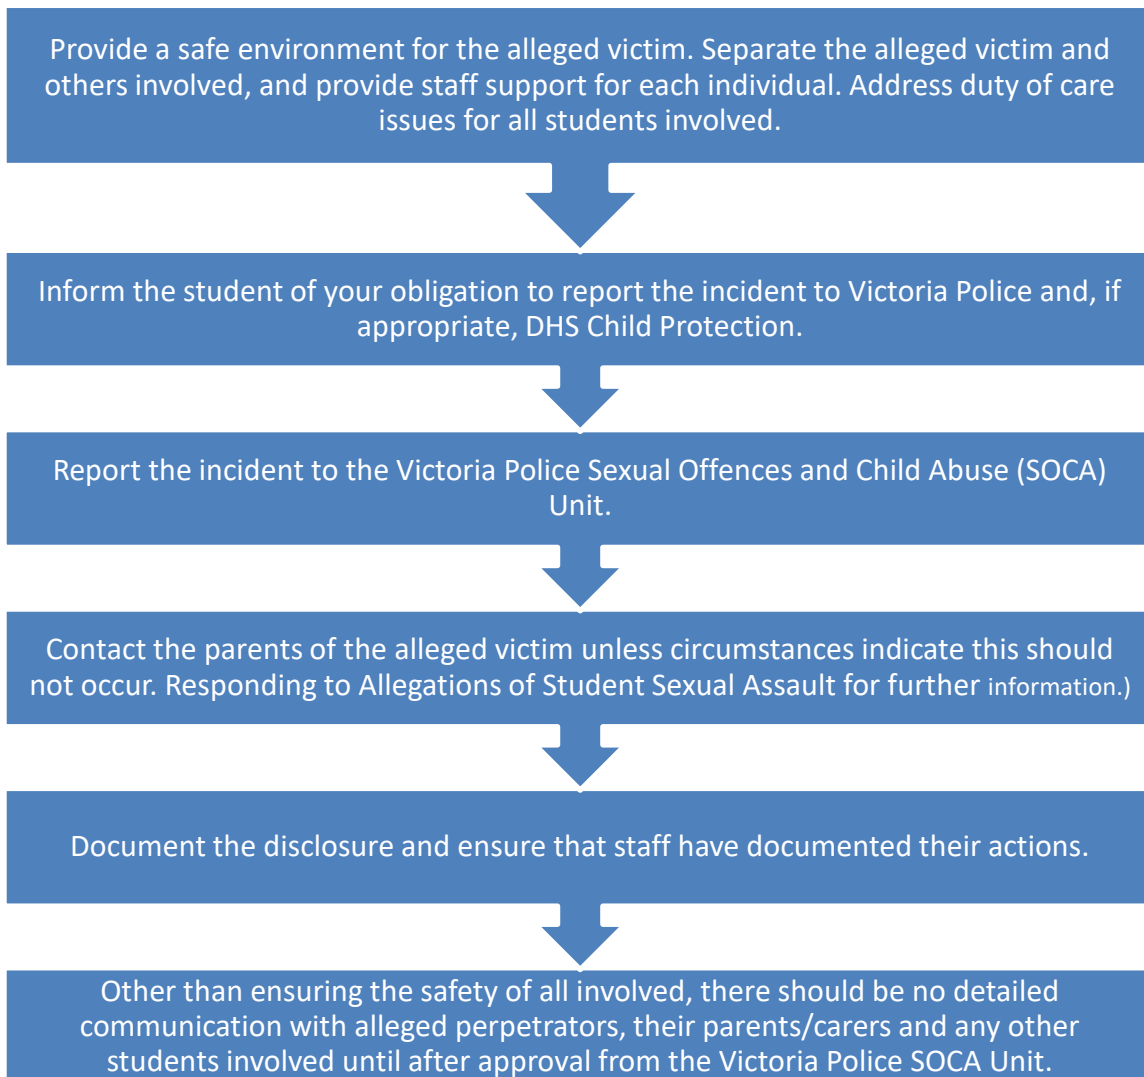 Provide a safe environment for the alleged victim. Separate the alleged victim and
others involved, and provide staff support for each individual. Address duty of care
issues for all students involved.
Inform the student of your obligation to report the incident to Victoria Police and, if
appropriate, DHS Child Protection.
Report the incident to the Victoria Police Sexual Offences and Child Abuse (SOCA)
Unit.
Contact the parents of the alleged victim unless circumstances indicate this should
not occur. Responding to Allegations of Student Sexual Assault for further information.)
Document the disclosure and ensure that staff have documented their actions.
Other than ensuring the safety of all involved, there should be no detailed
communication with alleged perpetrators, their parents/carers and any other
students involved until after approval from the Victoria Police SOCA Unit.